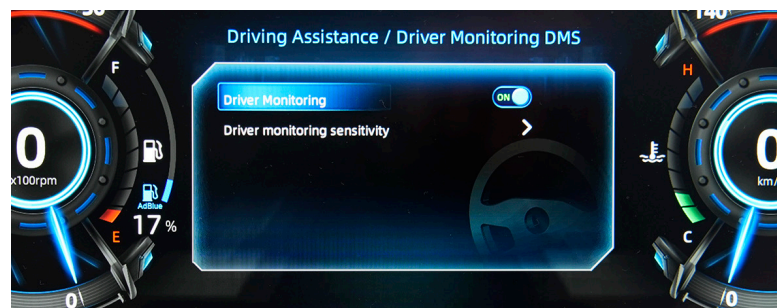 Driving Assistance / Driver Monitoring DMS
140
F
H
Driver Monitoring
ON
Driver monitoring sensitivity
0
x100rpm
0
km/
AdBlue
17 %
E
C
0
0